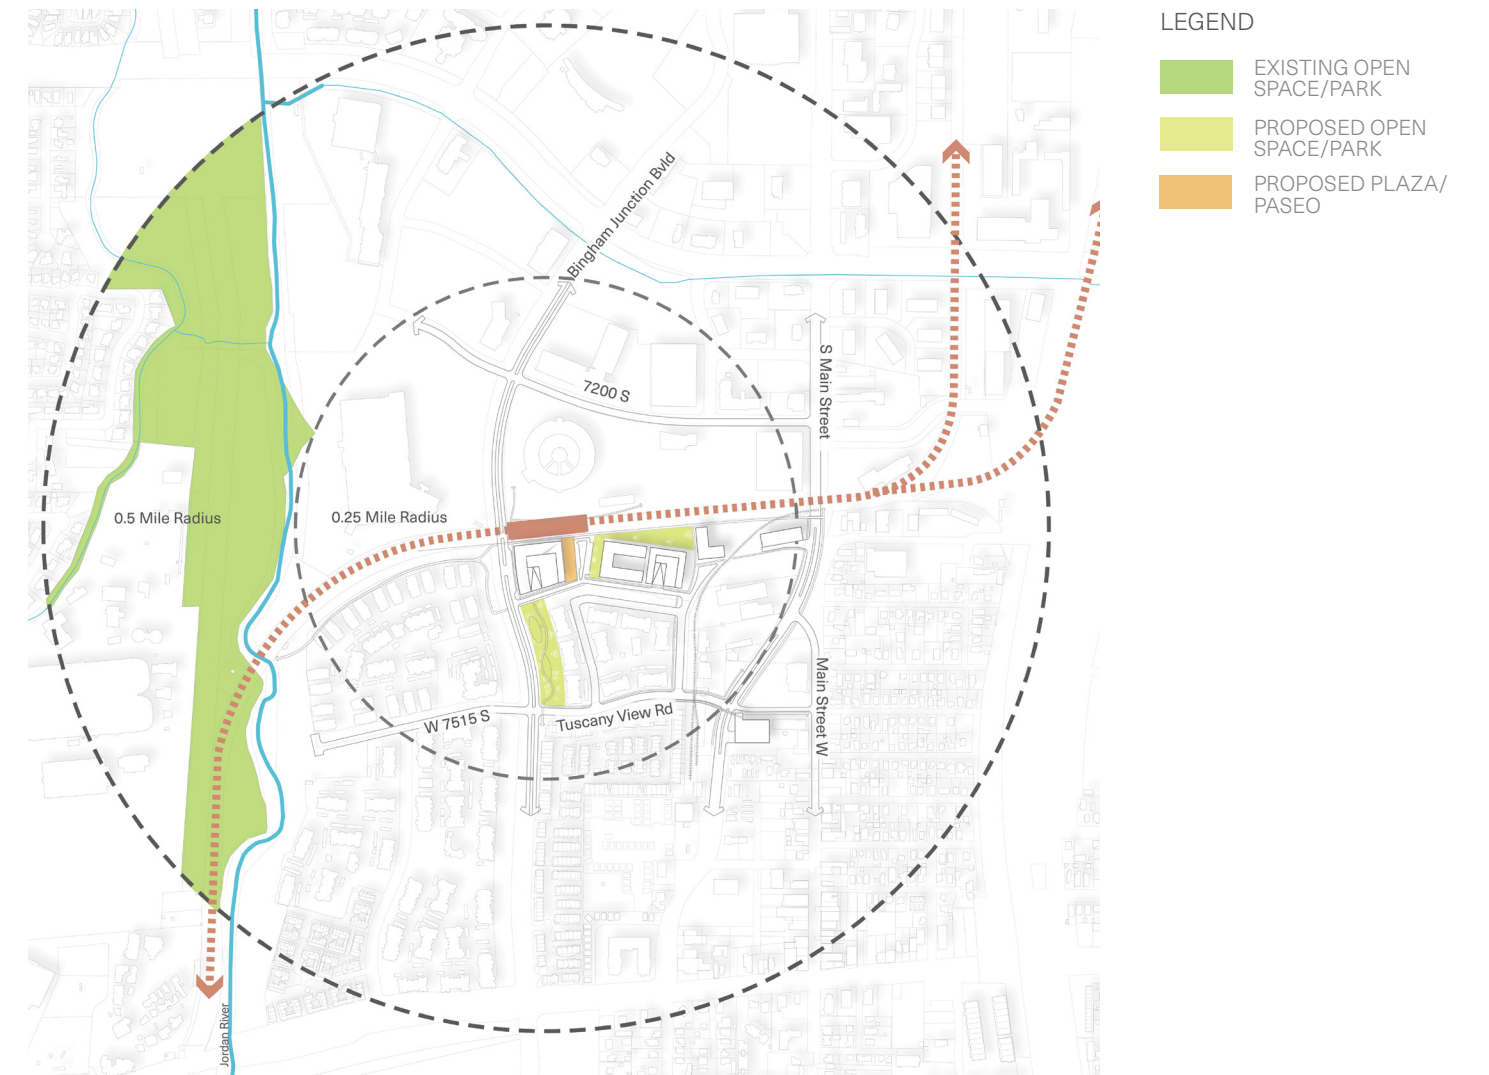 LEGEND
EXISTING OPEN
SPACE/PARK
PROPOSED OPEN
SPACE/PARK
PROPOSED PLAZA/
PASEO
Bingham Junction Bvld
7200 S
S Main Street
0.5 Mile Radius
0.25 Mile Radius
W 7515 S
Tuscany View Rd
Main Street W
Jordan River